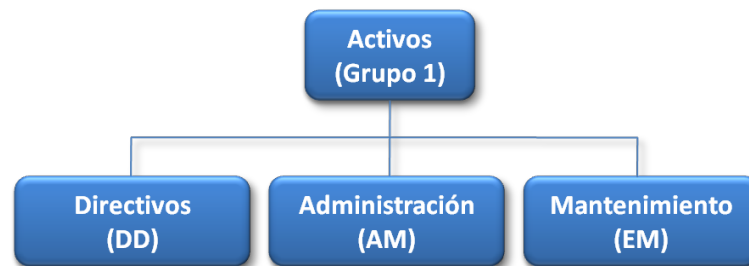 Activos
(Grupo 1)
Directivos
(DD)
Administración
(AM)
Mantenimiento
(EM)